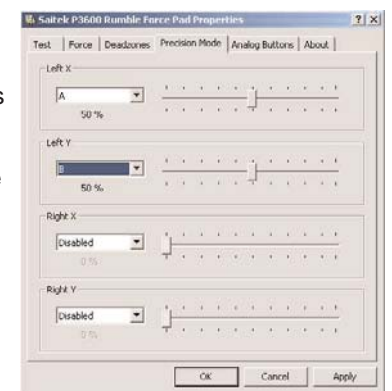 Saitek P3600 Rumble Force Pad Properties
Test Force Deadzones Precision Mode Analog Buttons About
Left X
A
50 %
Left Y
B
50 %
Right X
Disabled
0 %
Right Y
Disabled
0 %
OK Cancel Apply